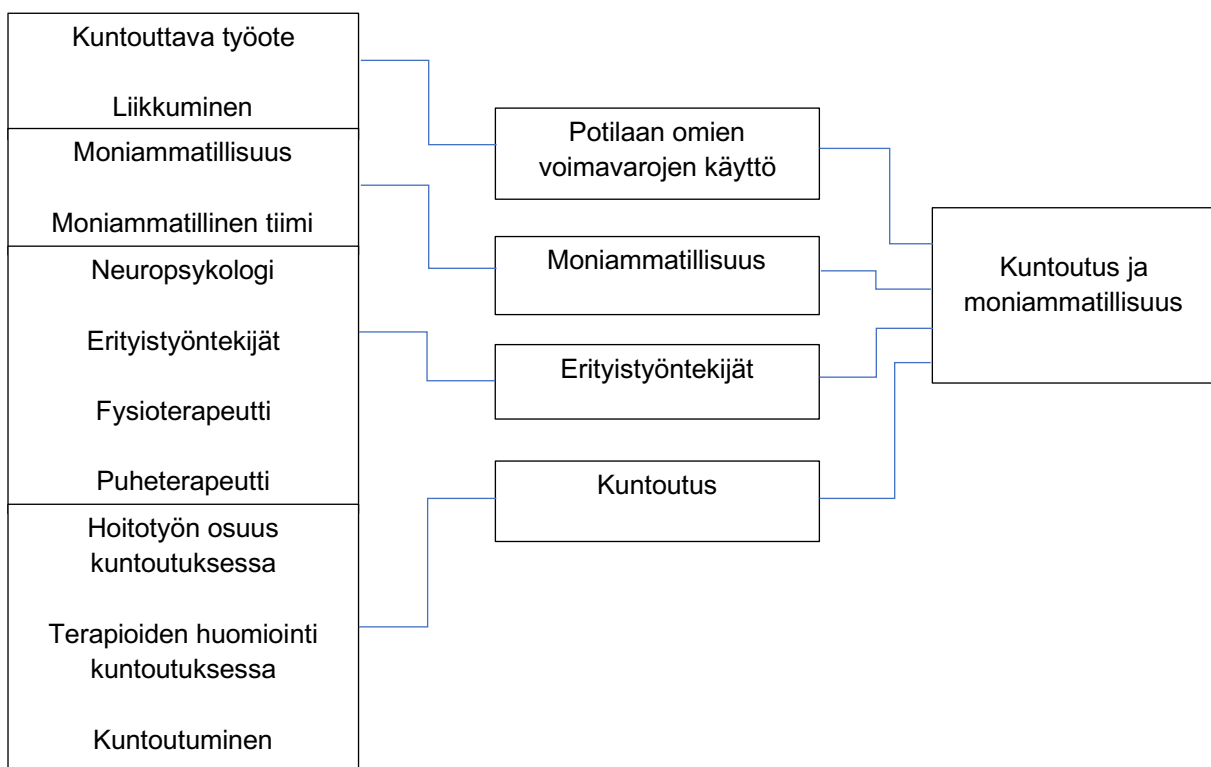 Kuntouttava työote
Liikkuminen
Moniammatillisuus
Moniammatillinen tiimi
Neuropsykologi
Erityistyöntekijät
Fysioterapeutti
Puheterapeutti
Hoitotyön osuus
kuntoutuksessa
Terapioiden huomiointi
kuntoutuksessa
Kuntoutuminen
Potilaan omien
voimavarojen käyttö
Moniammatillisuus
Erityistyöntekijät
Kuntoutus
Kuntoutus ja
moniammatillisuus